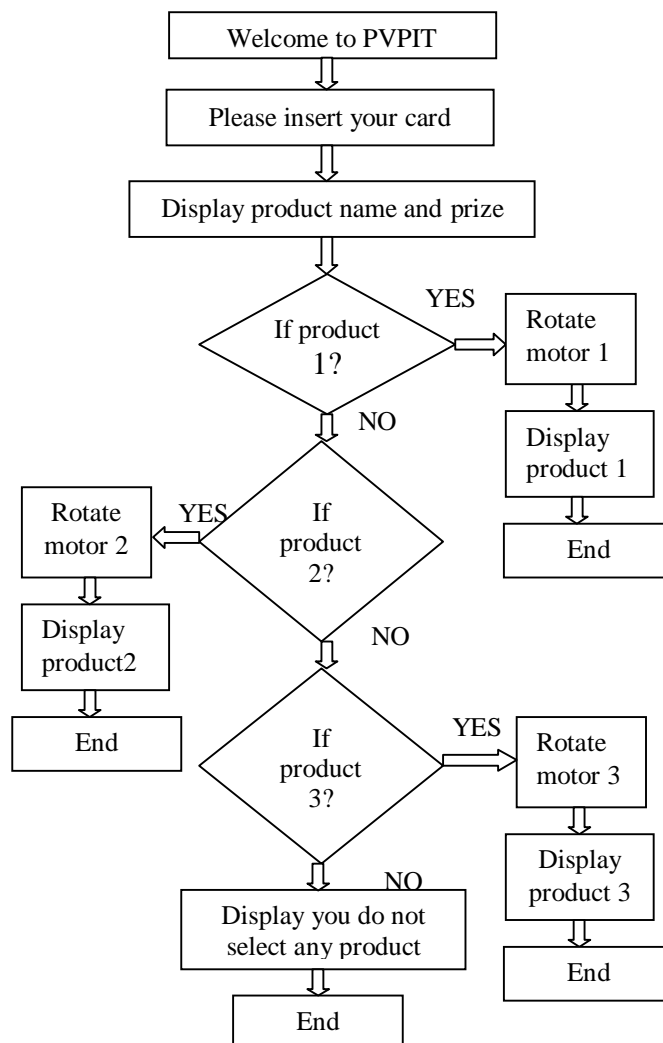 Welcome to PVPIT
Please insert your card
Display product name and prize
YES
If product
1?
Rotate
motor 1
Display
product 1
End
NO
If
product
2?
YES
Rotate
motor 2
Display
product2
End
NO
If
product
3?
YES
Rotate
motor 3
Display
product 3
End
NO
Display you do not
select any product
End